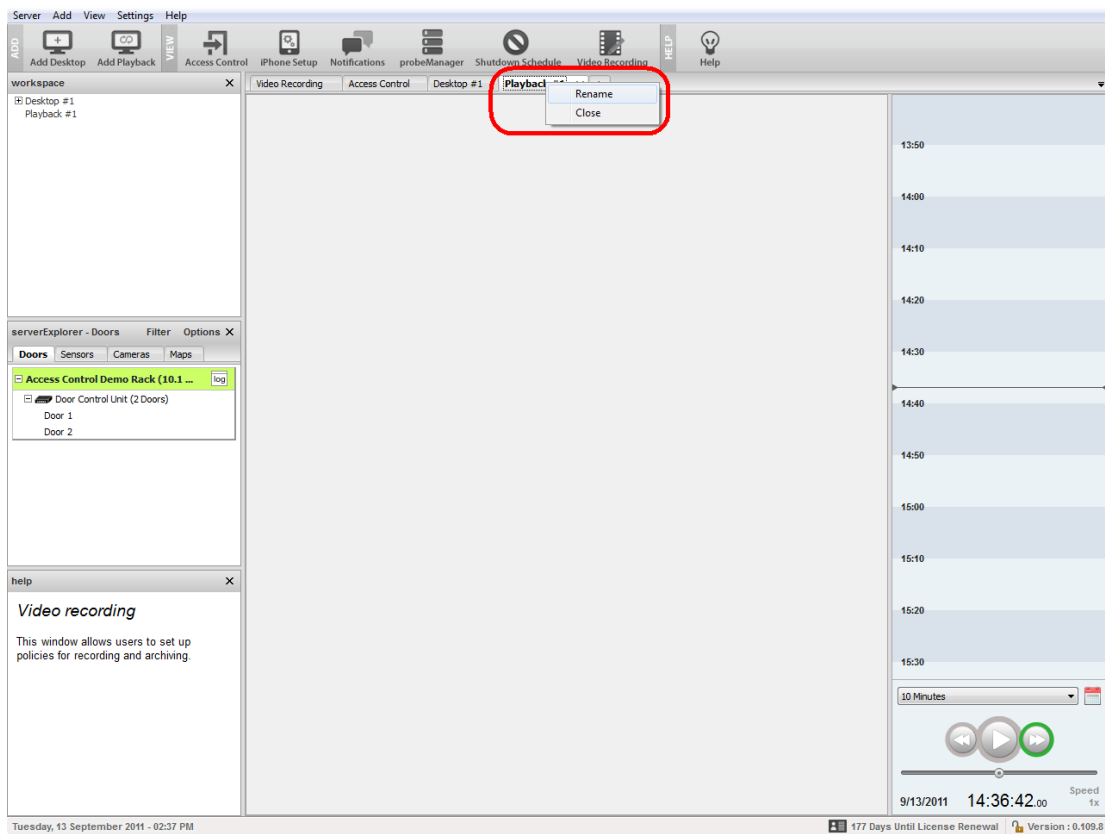 Server Add View Settings Help
ADD
Add Desktop Add Playback
VIEW
Access Control iPhone Setup Notifications probeManager Shutdown Schedule Video Recording
HELP
Help
workspace
Desktop #1
Playback #1
Video Recording Access Control Desktop #1 Playback #1
Rename
Close
serverExplorer - Doors Filter Options
Doors Sensors Cameras Maps
Access Control Demo Rack (10.1 ... log
Door Control Unit (2 Doors)
Door 1
Door 2
help
Video recording
This window allows users to set up
policies for recording and archiving.
13:50
14:00
14:10
14:20
14:30
14:40
14:50
15:00
15:10
15:20
15:30
10 Minutes
9/13/2011 14:36:42.00 Speed
1x
Tuesday, 13 September 2011 - 02:37 PM 177 Days Until License Renewal Version : 0.109.8